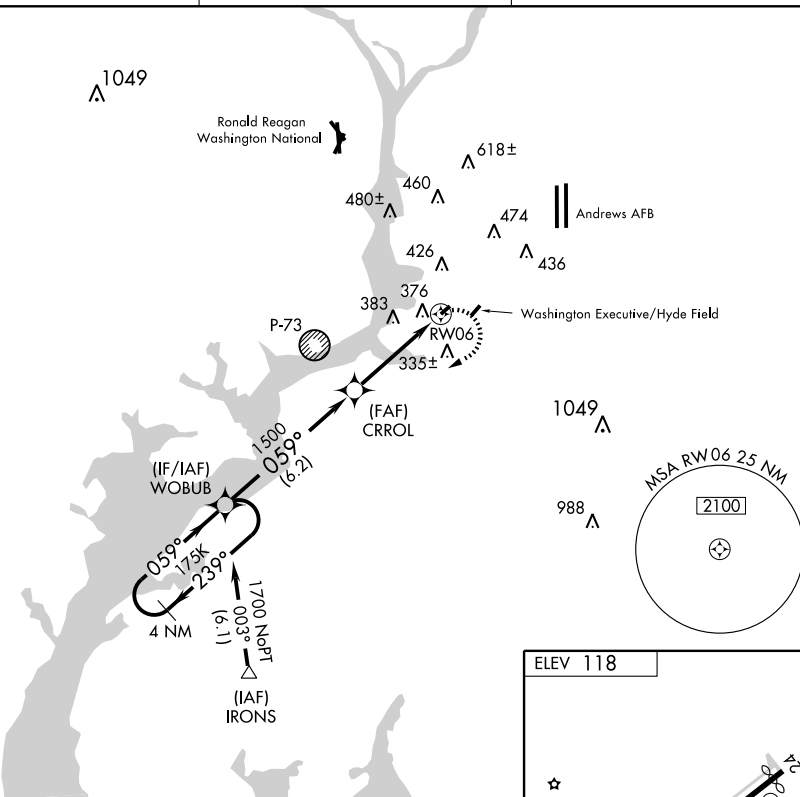 1049
Ronald Reagan
Washington National
618±
460
480±
474
Andrews AFB
426
436
376
383
Washington Executive/Hyde Field
P-73
RW06
335±
(FAF)
CRROL
1049
1500
059°
(6.2)
(IF/IAF)
WOBUB
MSA RW06 25 NM
2100
988
059°
175K
239°
4 NM
1700 NoPT
003°
(6.1)
(IAF)
IRONS
ELEV 118
24